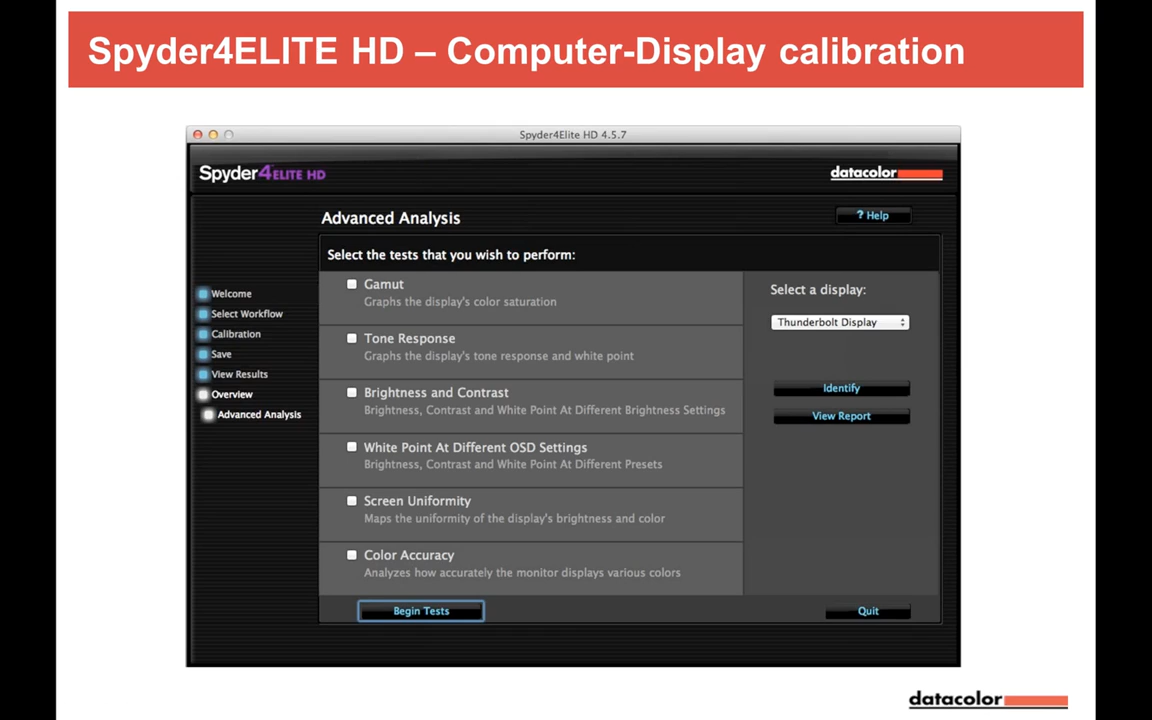 Spyder4ELITE HD – Computer-Display calibration
Spyder4Elite HD 4.5.7
Spyder4ELITE HD
datacolor
Advanced Analysis
? Help
Select the tests that you wish to perform:
Welcome
Select Workflow
Calibration
Save
View Results
Overview
Advanced Analysis
Gamut
Graphs the display's color saturation
Tone Response
Graphs the display's tone response and white point
Brightness and Contrast
Brightness, Contrast and White Point At Different Brightness Settings
White Point At Different OSD Settings
Brightness, Contrast and White Point At Different Presets
Screen Uniformity
Maps the uniformity of the display's brightness and color
Color Accuracy
Analyzes how accurately the monitor displays various colors
Select a display:
Thunderbolt Display
Identify
View Report
Begin Tests
Quit
datacolor